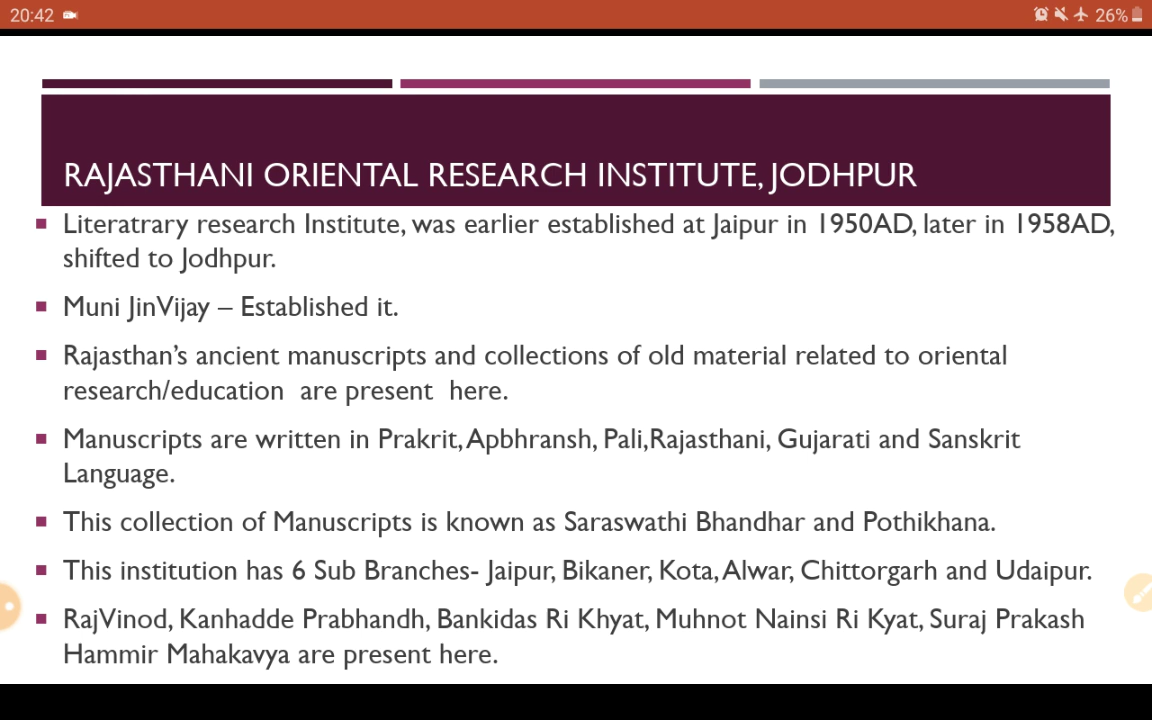 20:42
26%
RAJASTHANI ORIENTAL RESEARCH INSTITUTE, JODHPUR
Literatrary research Institute, was earlier established at Jaipur in 1950AD, later in 1958AD,
shifted to Jodhpur.
Muni JinVijay – Established it.
Rajasthan’s ancient manuscripts and collections of old material related to oriental
research/education are present here.
Manuscripts are written in Prakrit, Apbhransh, Pali,Rajasthani, Gujarati and Sanskrit
Language.
This collection of Manuscripts is known as Saraswathi Bhandhar and Pothikhana.
This institution has 6 Sub Branches- Jaipur, Bikaner, Kota, Alwar, Chittorgarh and Udaipur.
RajVinod, Kanhadde Prabhandh, Bankidas Ri Khyat, Muhnot Nainsi Ri Kyat, Suraj Prakash
Hammir Mahakavya are present here.